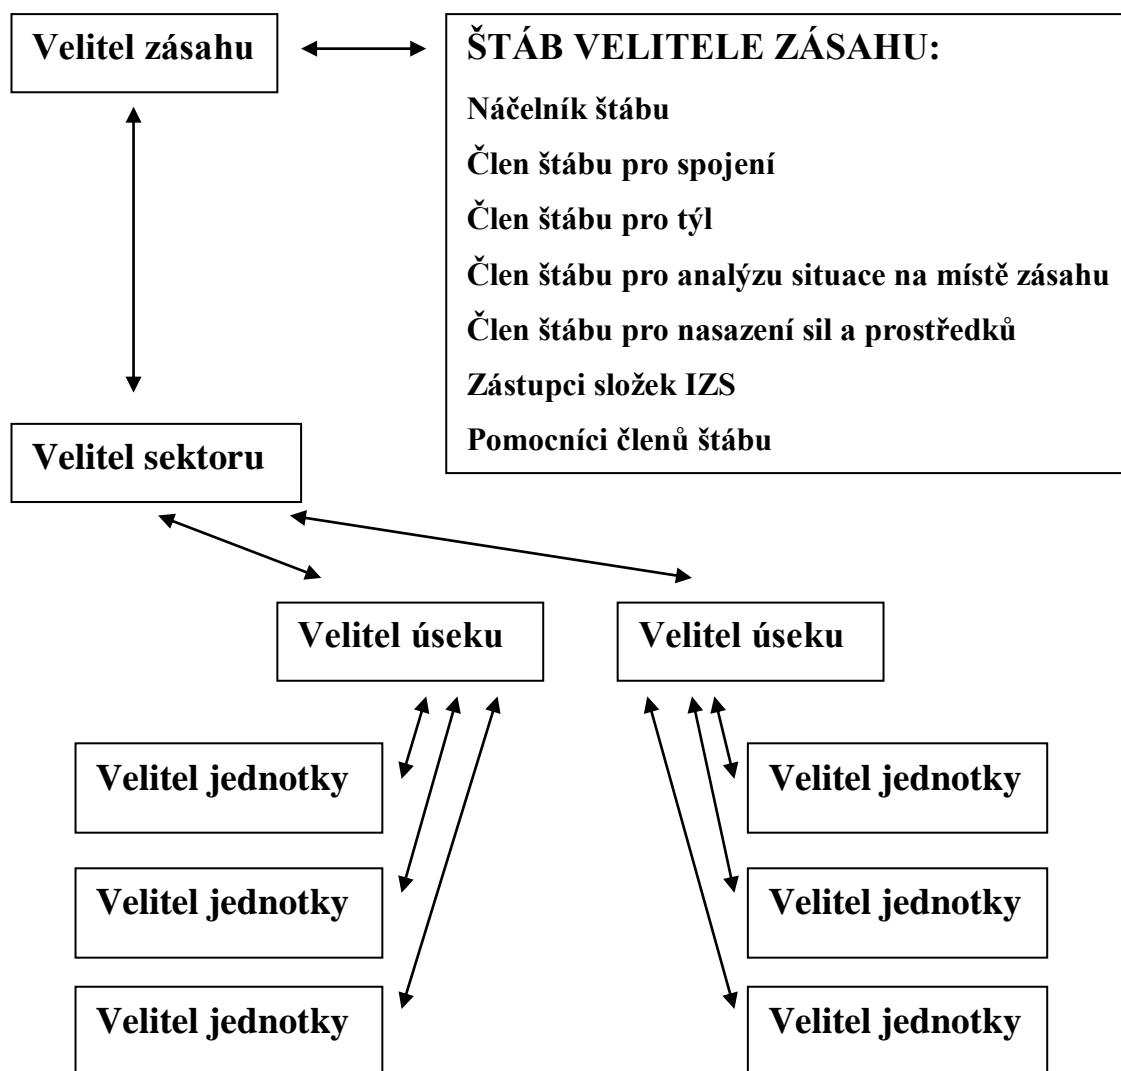 Velitel zásahu
ŠTÁB VELITELE ZÁSAHU:
Náčelník štábu
Člen štábu pro spojení
Člen štábu pro týl
Člen štábu pro analýzu situace na místě zásahu
Člen štábu pro nasazení sil a prostředků
Zástupci složek IZS
Pomocníci členů štábu
Velitel sektoru
Velitel úseku
Velitel úseku
Velitel jednotky
Velitel jednotky
Velitel jednotky
Velitel jednotky
Velitel jednotky
Velitel jednotky